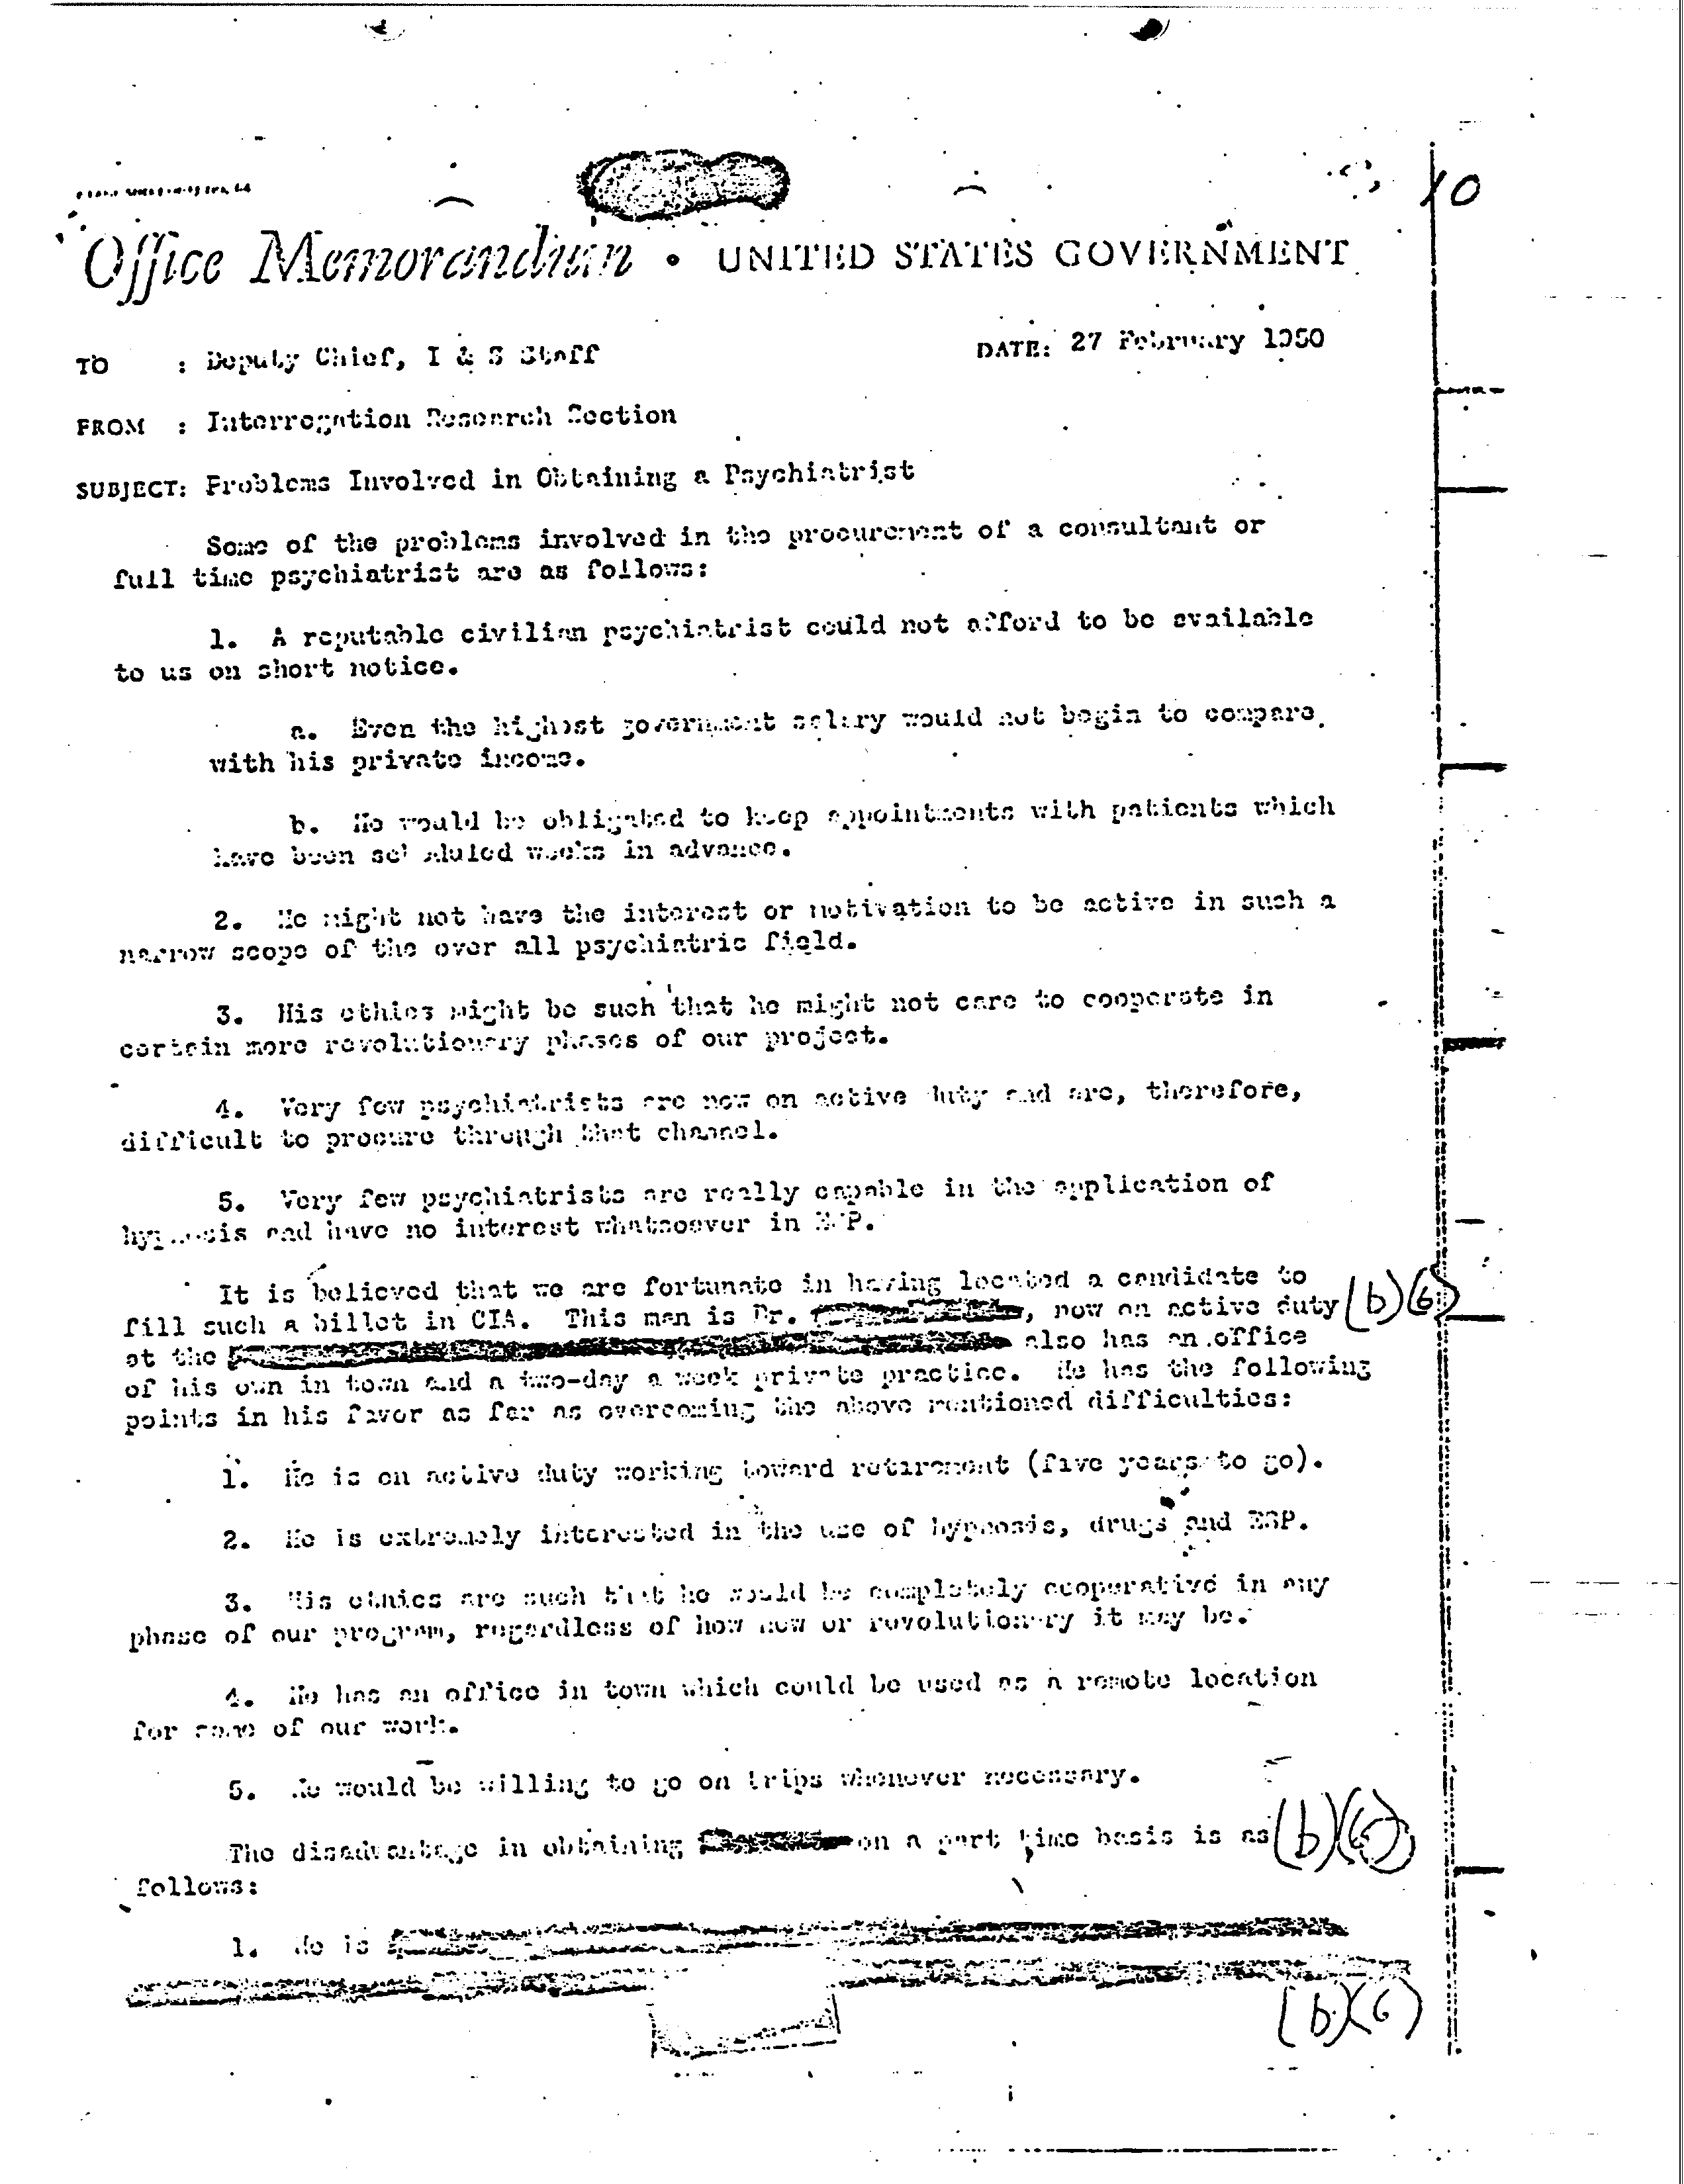 10
Office Memorandum • UNITED STATES GOVERNMENT
TO : Deputy Chief, I & S Staff
DATE: 27 February 1950
FROM : Interrogation Research Section
SUBJECT: Problems Involved in Obtaining a Psychiatrist
Some of the problems involved in the procurement of a consultant or
full time psychiatrist are as follows:
1. A reputable civilian psychiatrist could not afford to be available
to us on short notice.
a. Even the highest government salary would not begin to compare
with his private income.
b. He would be obligated to keep appointments with patients which
have been scheduled weeks in advance.
2. He might not have the interest or motivation to be active in such a
narrow scope of the over all psychiatric field.
3. His ethics might be such that he might not care to cooperate in
certain more revolutionary phases of our project.
4. Very few psychiatrists are now on active duty and are, therefore,
difficult to procure through that channel.
5. Very few psychiatrists are really capable in the application of
hypnosis and have no interest whatsoever in ESP.
It is believed that we are fortunate in having located a candidate to
fill such a billet in CIA. This man is Dr. , now on active duty (b)(6)
at the also has an office
of his own in town and a two-day a week private practice. He has the following
points in his favor as far as overcoming the above mentioned difficulties:
1. He is on active duty working toward retirement (five years to go).
2. He is extremely interested in the use of hypnosis, drugs and ESP.
3. His ethics are such that he would be completely cooperative in any
phase of our program, regardless of how new or revolutionary it may be.
4. He has an office in town which could be used as a remote location
for some of our work.
5. He would be willing to go on trips whenever necessary.
The disadvantage in obtaining on a part time basis is as (b)(6)
follows:
1. He is
(b)(6)